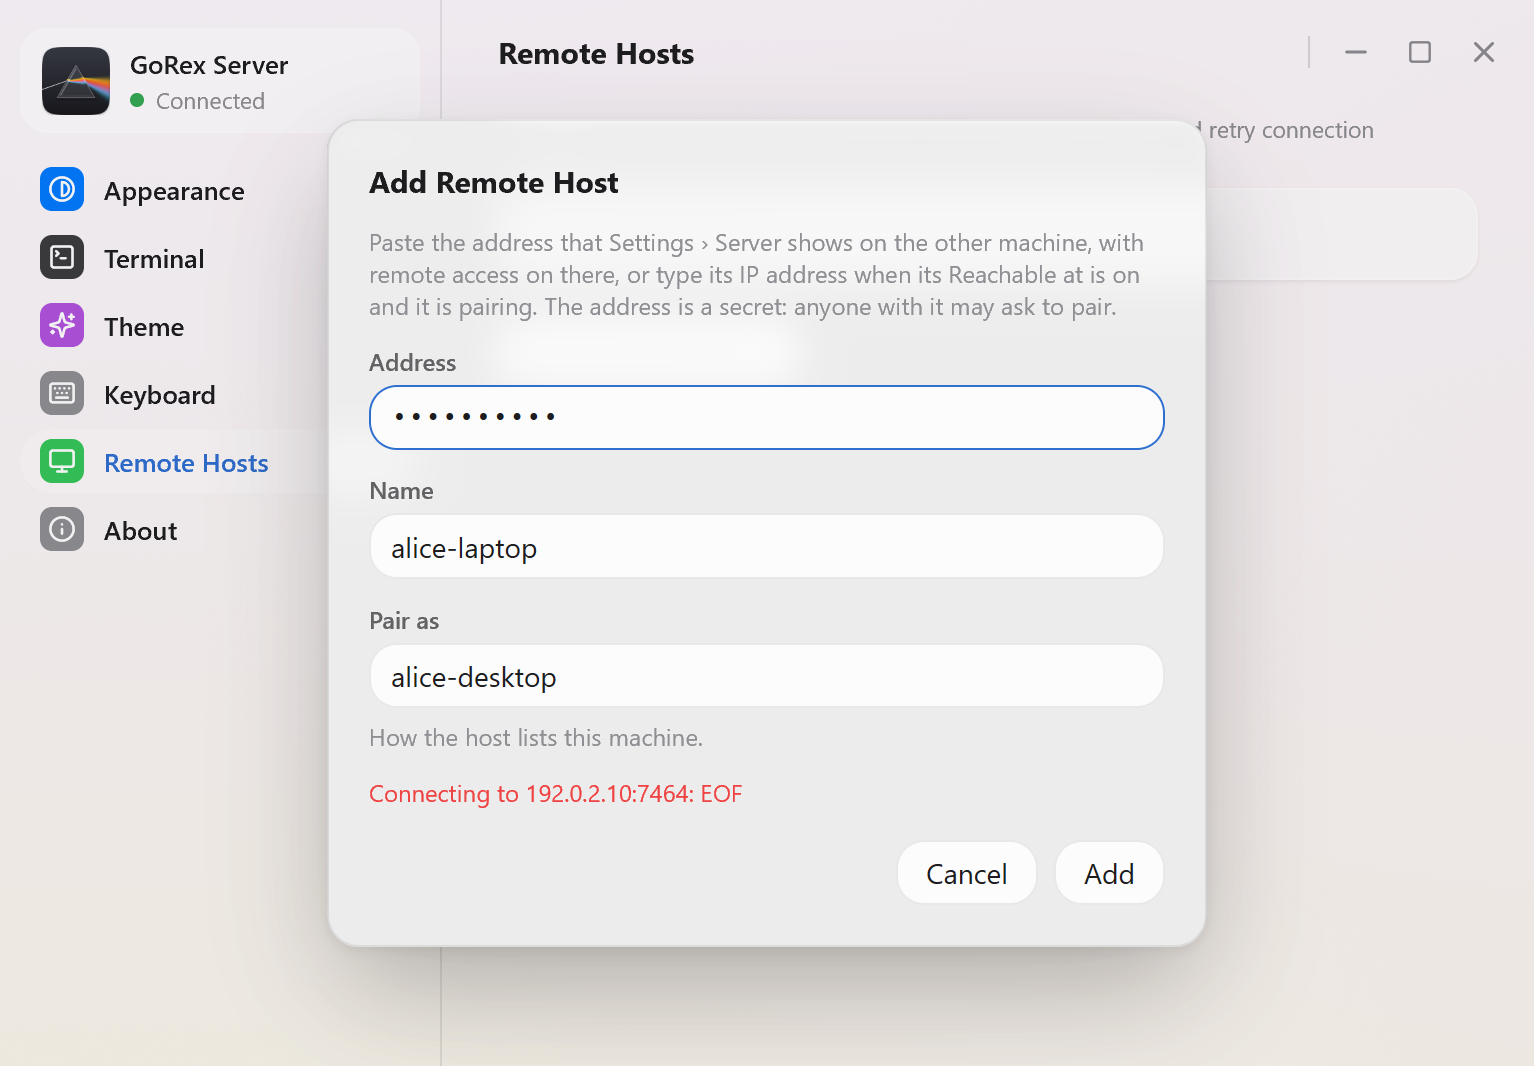 GoRex Server
Connected
Appearance
Terminal
Theme
Keyboard
Remote Hosts
About
Remote Hosts
retry connection
Add Remote Host
Paste the address that Settings › Server shows on the other machine, with
remote access on there, or type its IP address when its Reachable at is on
and it is pairing. The address is a secret: anyone with it may ask to pair.
Address
••••••••••
Name
alice-laptop
Pair as
alice-desktop
How the host lists this machine.
Connecting to 192.0.2.10:7464: EOF
Cancel
Add